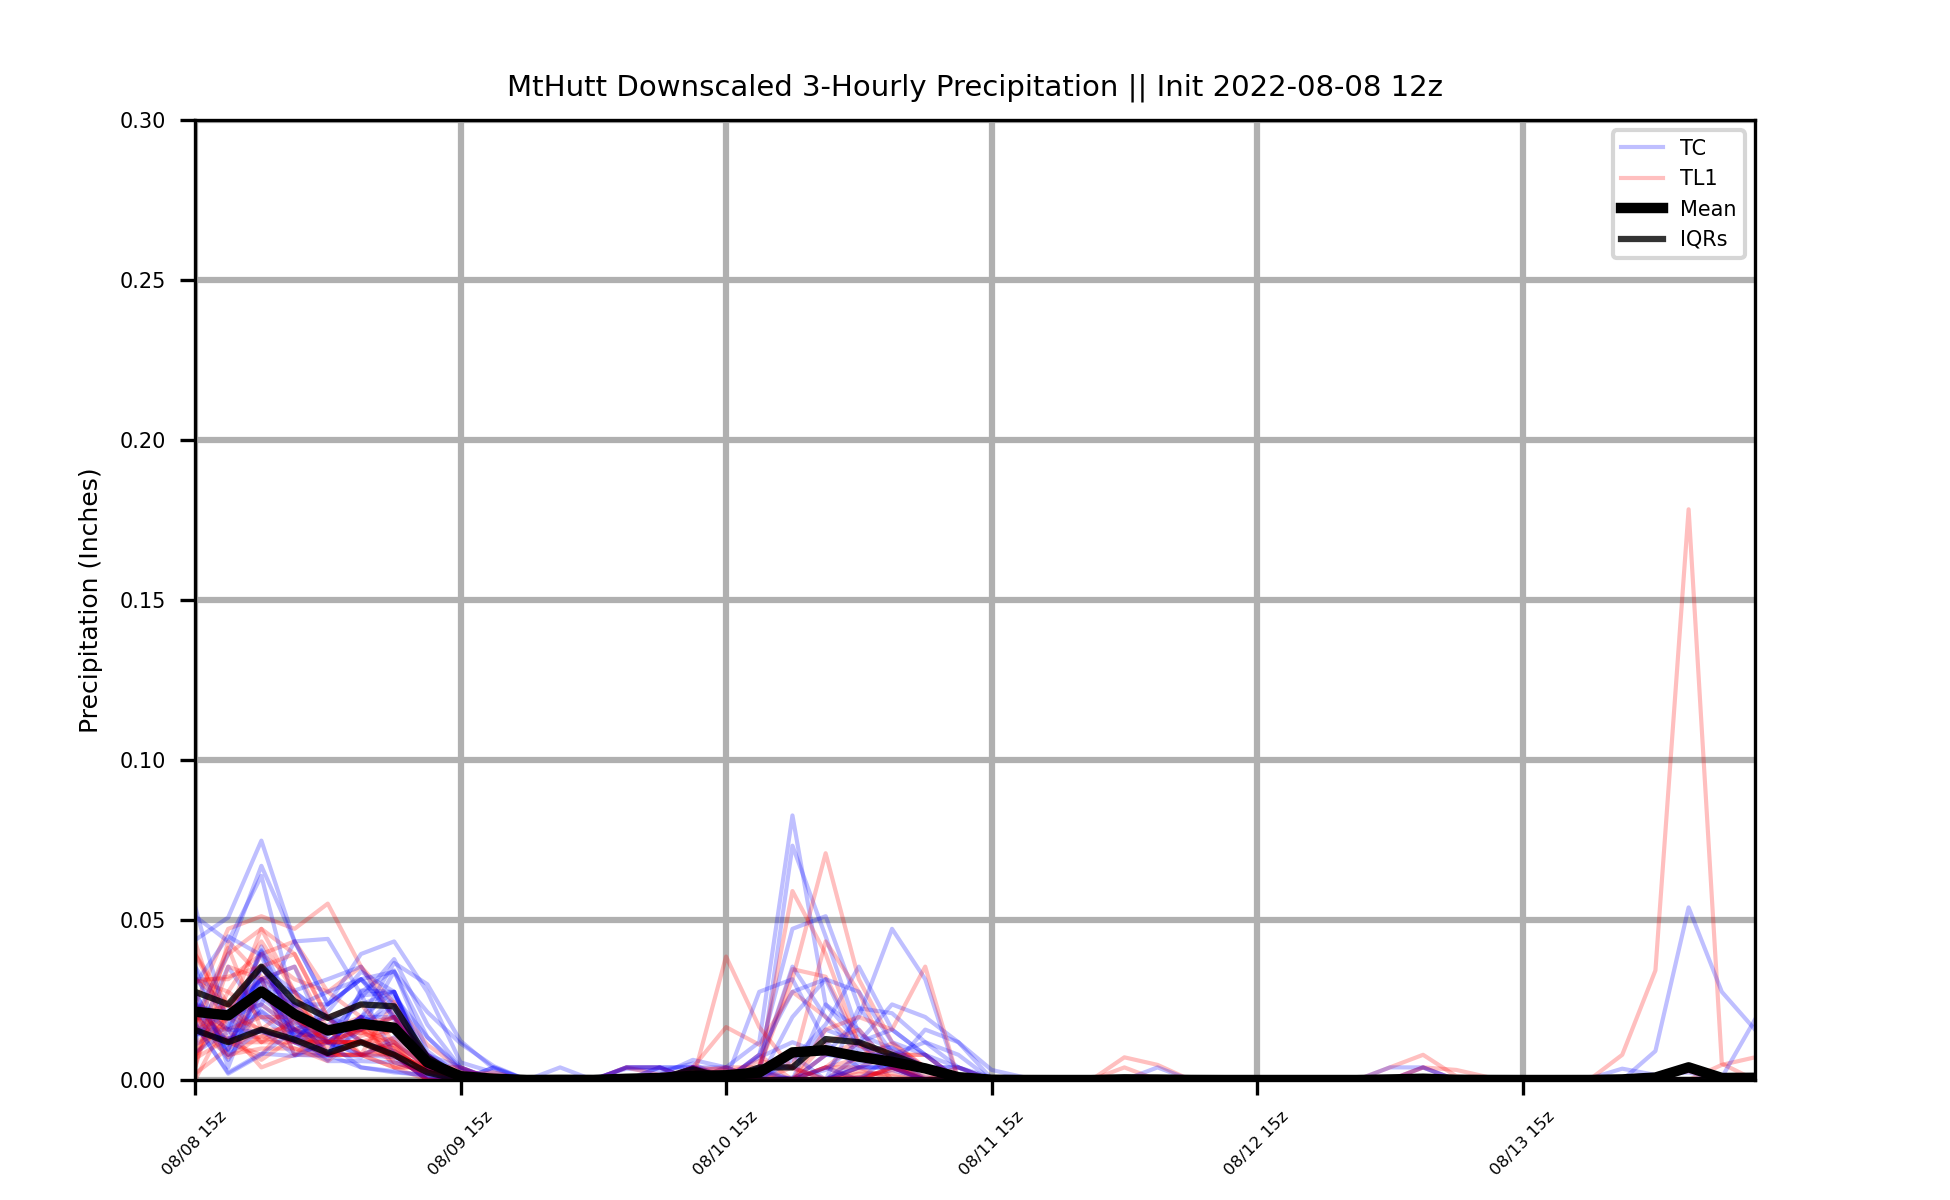 MtHutt Downscaled 3-Hourly Precipitation || Init 2022-08-08 12z
TC
TL1
Mean
IQRs
Precipitation (Inches)
0.30
0.25
0.20
0.15
0.10
0.05
0.00
08/08 15z
08/09 15z
08/10 15z
08/11 15z
08/12 15z
08/13 15z